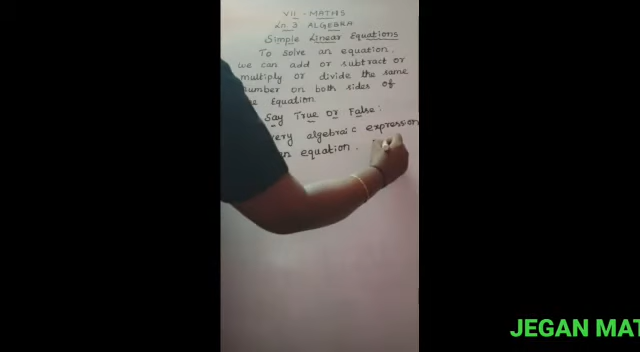 VII - MATHS
Ln 3 ALGEBRA
Simple Linear Equations
To Solve an equation,
we can add or subtract or
multiply or divide the same
number on both sides of
Equation
Say True or False:
algebraic expression
equation.
JEGAN MAT